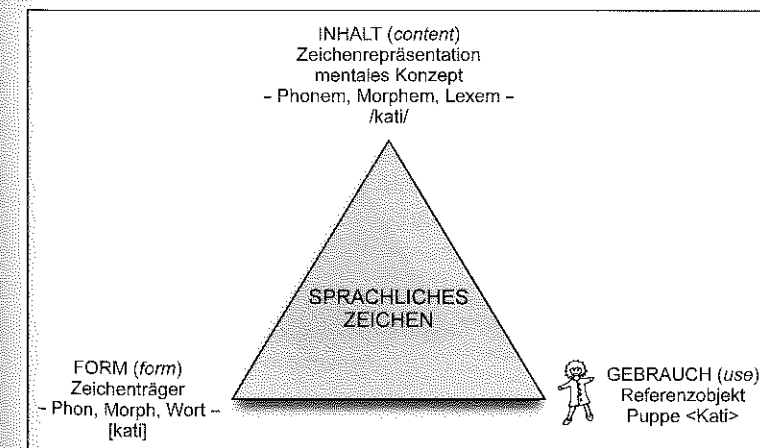 INHALT (content)
Zeichenrepräsentation
mentales Konzept
– Phonem, Morphem, Lexem –
/kati/
SPRACHLICHES
ZEICHEN
FORM (form)
Zeichenträger
– Phon, Morph, Wort –
[kati]
GEBRAUCH (use)
Referenzobjekt
Puppe <Kati>